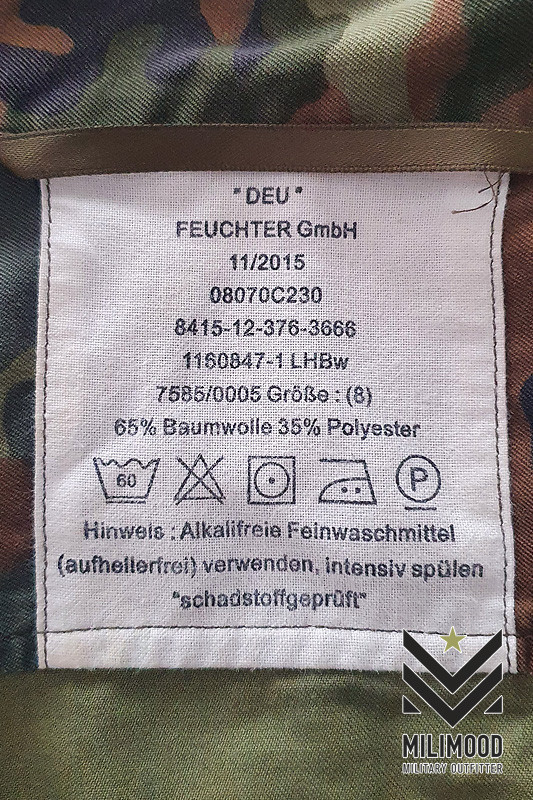 "DEU"
FEUCHTER GmbH
11/2015
08070C230
8415-12-376-3666
1160847-1 LHBw
7585/0005 Größe : (8)
65% Baumwolle 35% Polyester
60 P
Hinweis : Alkalifreie Feinwaschmittel
(aufhellerfrei) verwenden, intensiv spülen
"schadstoffgeprüft"
MILIMOOD
MILITARY OUTFITTER